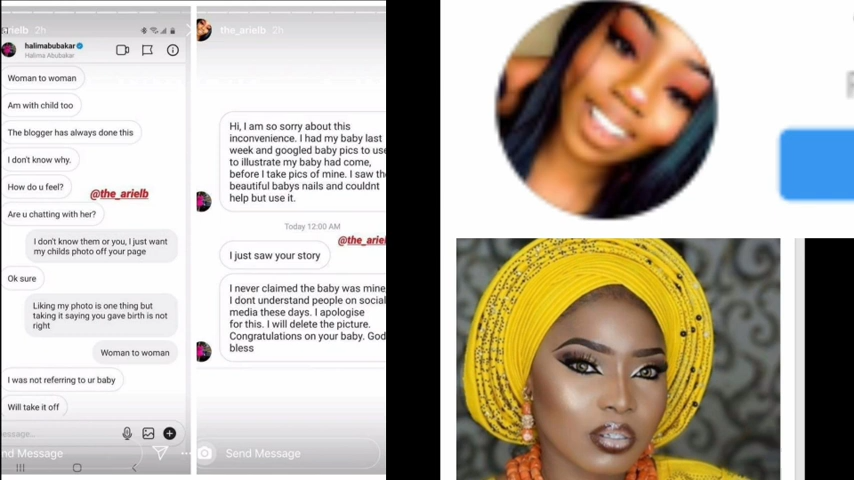 arielb 2h
halimabubakar
Halima Abubakar
Woman to woman
Am with child too
The blogger has always done this
I don't know why.
How do u feel?
@the_arielb
Are u chatting with her?
I don't know them or you, I just want
my childs photo off your page
Ok sure
Liking my photo is one thing but
taking it saying you gave birth is not
right
Woman to woman
I was not referring to ur baby
Will take it off
essage...
nd Message
the_arielb 2h
Hi, I am so sorry about this
inconvenience. I had my baby last
week and googled baby pics to use
to illustrate my baby had come,
before I take pics of mine. I saw the
beautiful babys nails and couldnt
help but use it.
Today 12:00 AM
@the_ariel
I just saw your story
I never claimed the baby was mine,
I dont understand people on social
media these days. I apologise
for this. I will delete the picture.
Congratulations on your baby. God
bless
Send Message